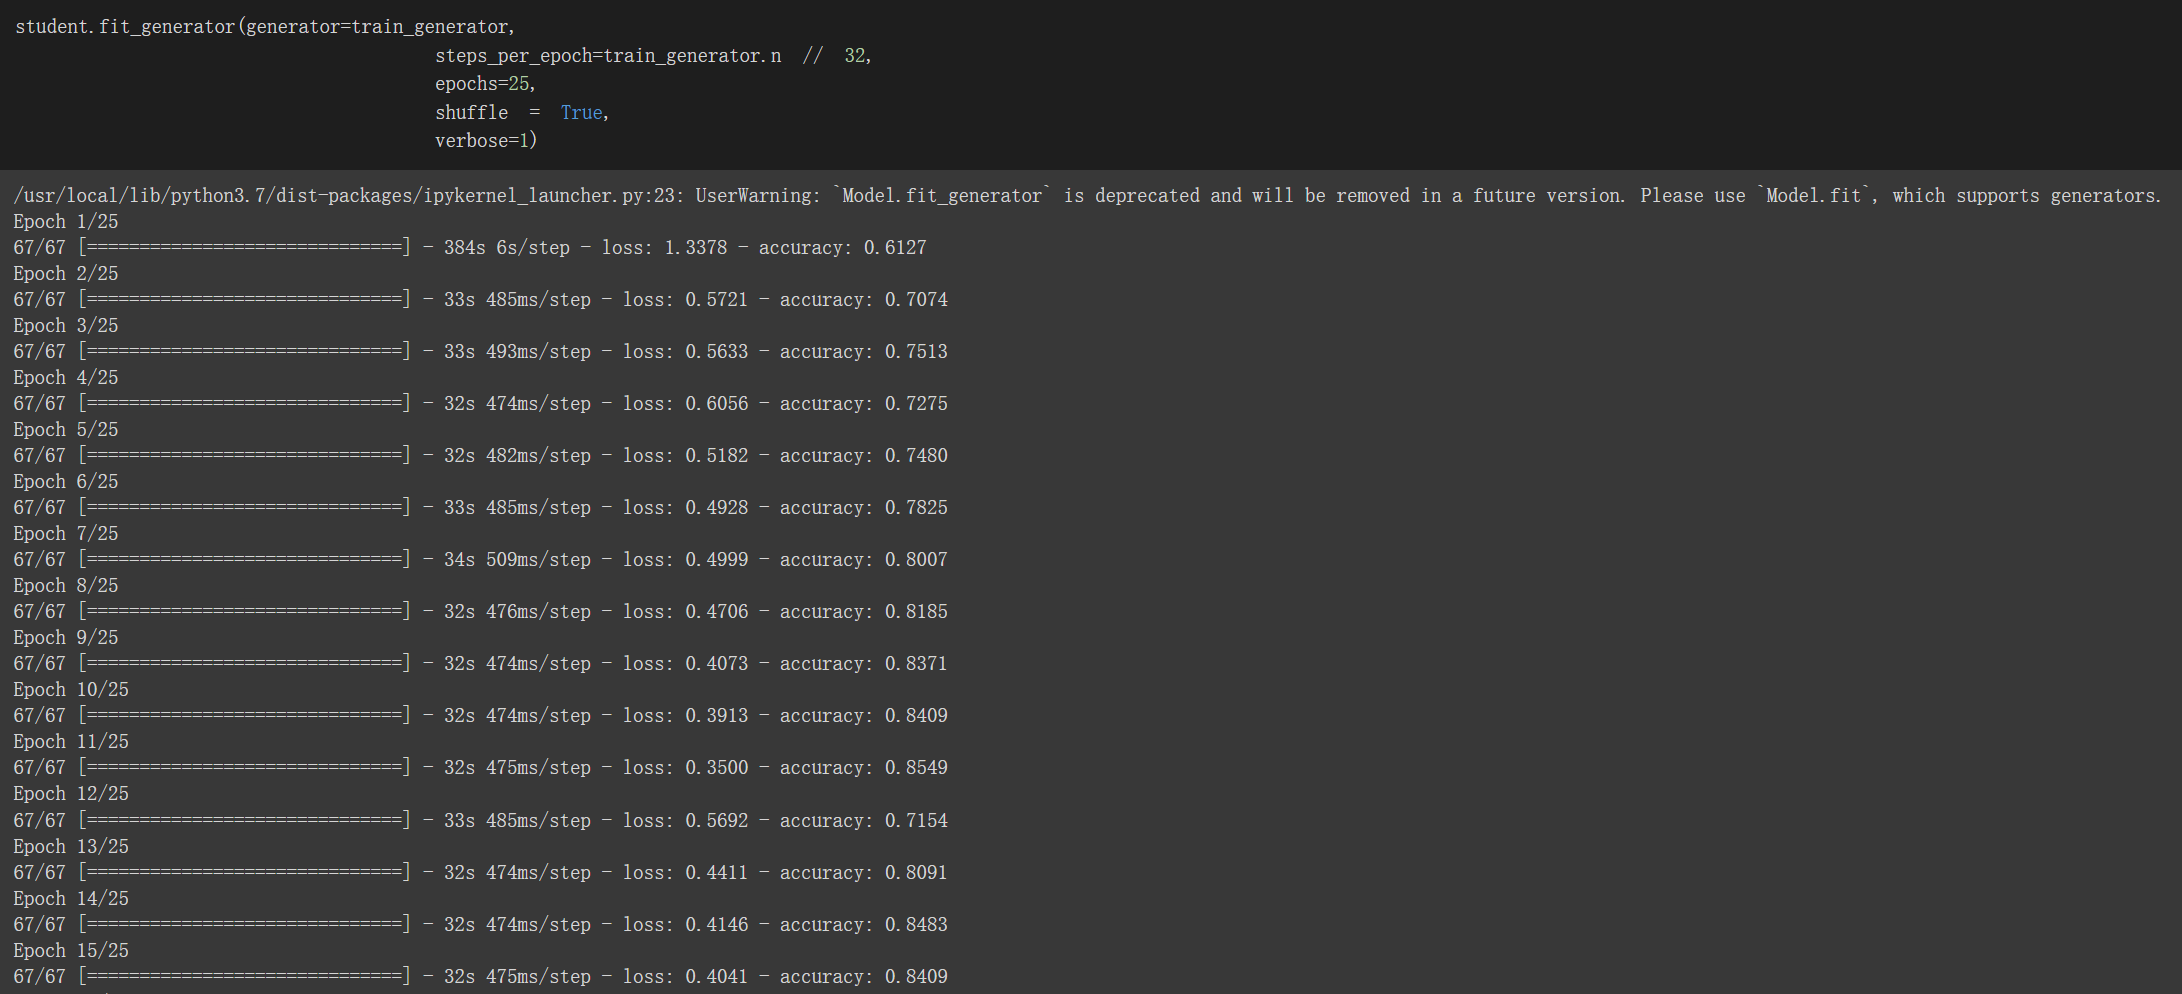 student.fit_generator(generator=train_generator,
steps_per_epoch=train_generator.n // 32,
epochs=25,
shuffle = True,
verbose=1)
/usr/local/lib/python3.7/dist-packages/ipykernel_launcher.py:23: UserWarning: `Model.fit_generator` is deprecated and will be removed in a future version. Please use `Model.fit`, which supports generators.
Epoch 1/25
67/67 [==============================] - 384s 6s/step - loss: 1.3378 - accuracy: 0.6127
Epoch 2/25
67/67 [==============================] - 33s 485ms/step - loss: 0.5721 - accuracy: 0.7074
Epoch 3/25
67/67 [==============================] - 33s 493ms/step - loss: 0.5633 - accuracy: 0.7513
Epoch 4/25
67/67 [==============================] - 32s 474ms/step - loss: 0.6056 - accuracy: 0.7275
Epoch 5/25
67/67 [==============================] - 32s 482ms/step - loss: 0.5182 - accuracy: 0.7480
Epoch 6/25
67/67 [==============================] - 33s 485ms/step - loss: 0.4928 - accuracy: 0.7825
Epoch 7/25
67/67 [==============================] - 34s 509ms/step - loss: 0.4999 - accuracy: 0.8007
Epoch 8/25
67/67 [==============================] - 32s 476ms/step - loss: 0.4706 - accuracy: 0.8185
Epoch 9/25
67/67 [==============================] - 32s 474ms/step - loss: 0.4073 - accuracy: 0.8371
Epoch 10/25
67/67 [==============================] - 32s 474ms/step - loss: 0.3913 - accuracy: 0.8409
Epoch 11/25
67/67 [==============================] - 32s 475ms/step - loss: 0.3500 - accuracy: 0.8549
Epoch 12/25
67/67 [==============================] - 33s 485ms/step - loss: 0.5692 - accuracy: 0.7154
Epoch 13/25
67/67 [==============================] - 32s 474ms/step - loss: 0.4411 - accuracy: 0.8091
Epoch 14/25
67/67 [==============================] - 32s 474ms/step - loss: 0.4146 - accuracy: 0.8483
Epoch 15/25
67/67 [==============================] - 32s 475ms/step - loss: 0.4041 - accuracy: 0.8409